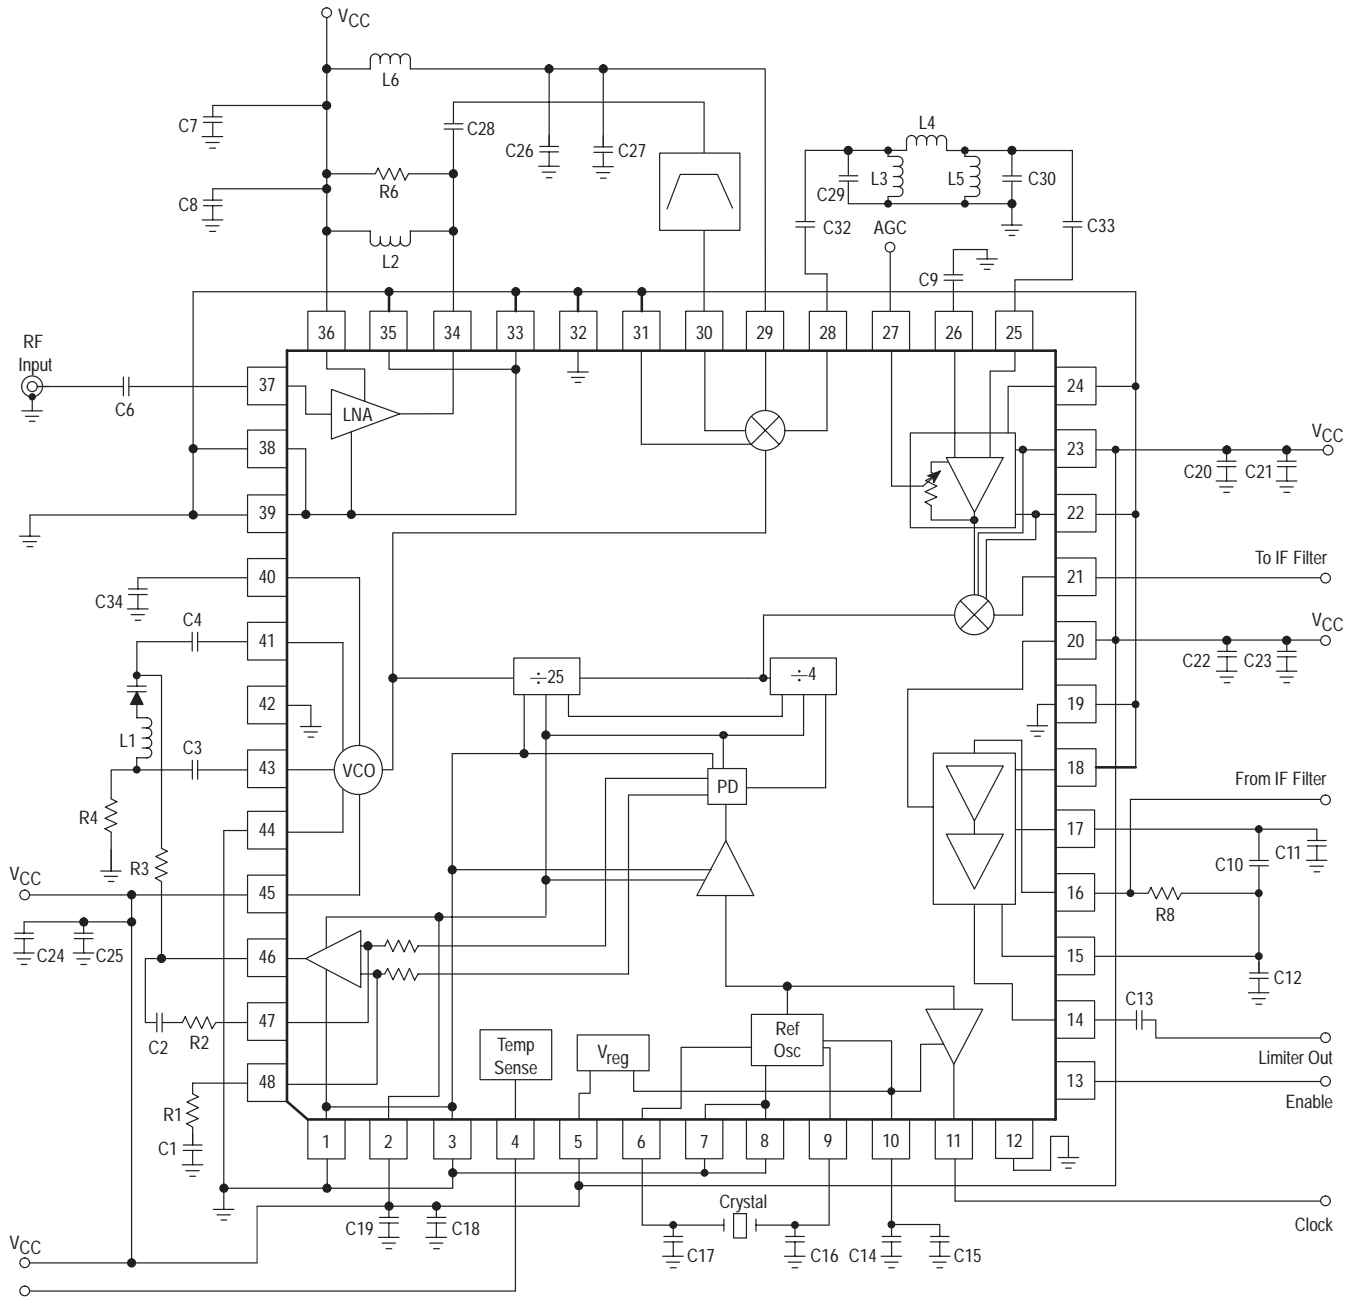 VCC
L6
C7
C28
C26
C27
L4
L3
L5
C29
C30
R6
C8
C32
AGC
C33
L2
C9
36
35
34
33
32
31
30
29
28
27
26
25
RF
Input
C6
37
LNA
24
38
23
VCC
C20
C21
39
22
40
21
To IF Filter
C34
C4
41
20
VCC
C22
C23
÷25
÷4
42
19
L1
C3
43
VCO
PD
18
From IF Filter
R4
44
17
R3
C10
C11
VCC
45
16
R8
C24
C25
46
15
C12
C2
R2
47
14
C13
Temp
Sense
Vreg
Ref
Osc
Limiter Out
48
13
Enable
R1
C1
1
2
3
4
5
6
7
8
9
10
11
12
Crystal
Clock
C19
C18
C17
C16
C14
C15
VCC